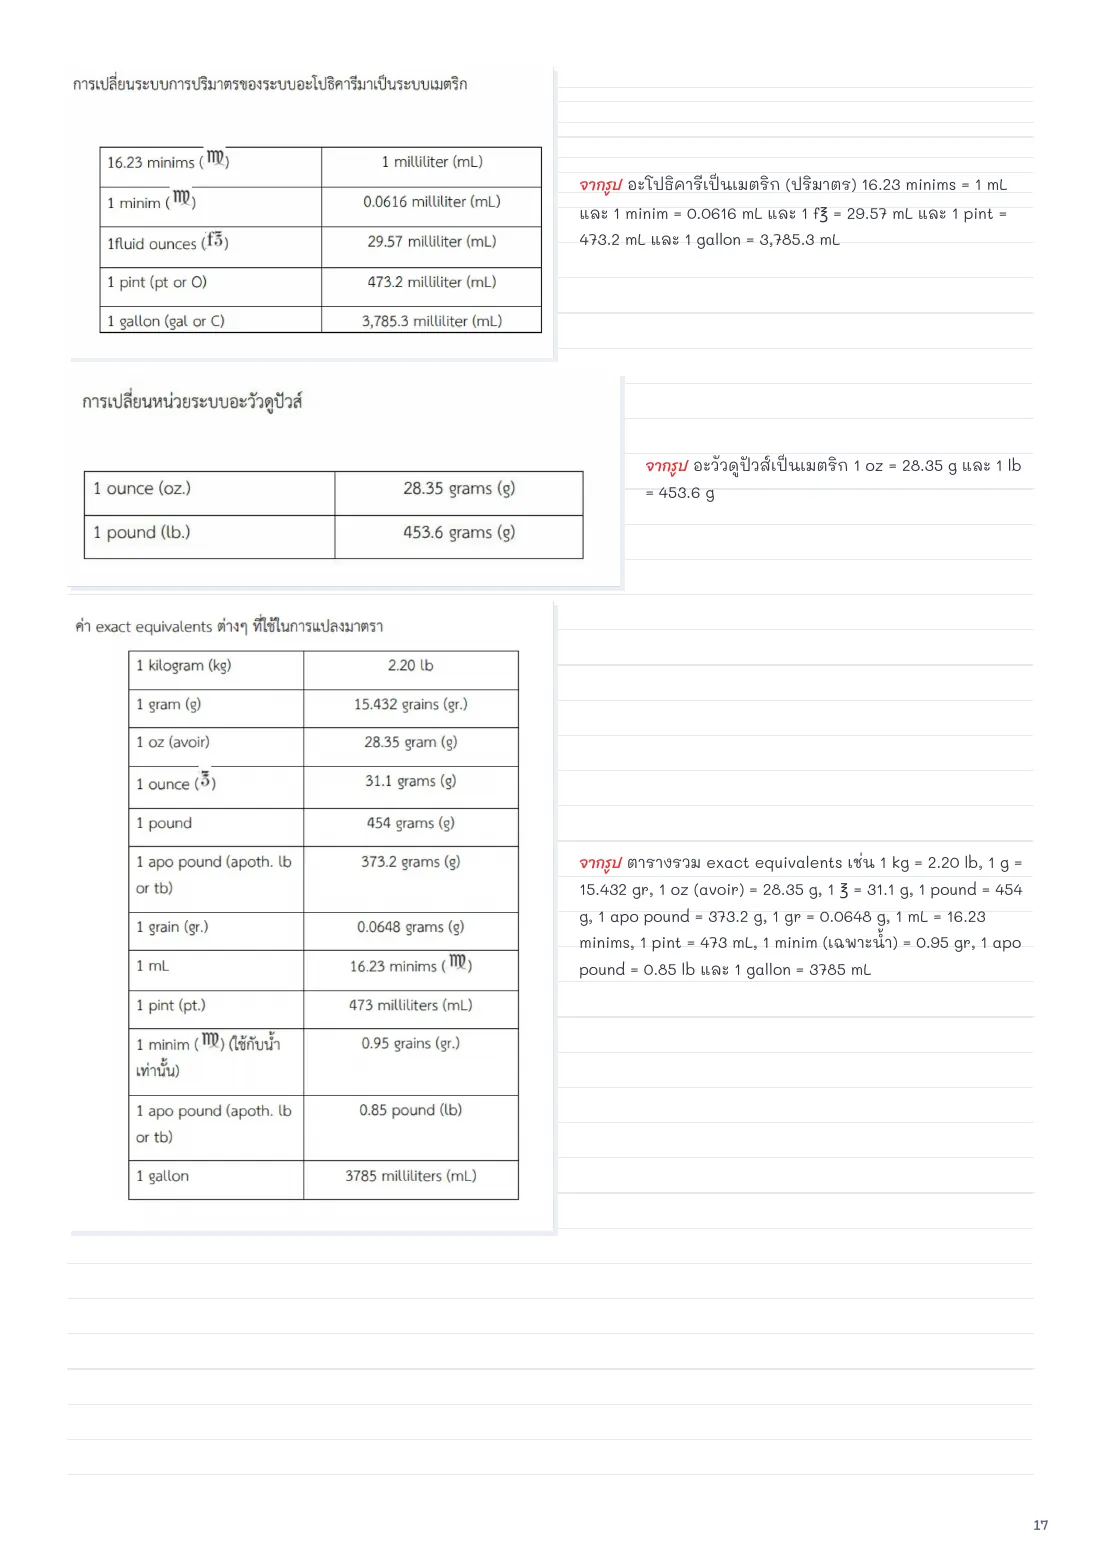 การเปลี่ยนระบบการปริมาตรของระบบอะโปธิคารีมาเป็นระบบเมตริก
16.23 minims (♍) 1 milliliter (mL)
1 minim (♍) 0.0616 milliliter (mL)
1fluid ounces (f℥) 29.57 milliliter (mL)
1 pint (pt or O) 473.2 milliliter (mL)
1 gallon (gal or C) 3,785.3 milliliter (mL)
จากรูป อะโปธิคารีเป็นเมตริก (ปริมาตร) 16.23 minims = 1 mL
และ 1 minim = 0.0616 mL และ 1 f℥ = 29.57 mL และ 1 pint =
473.2 mL และ 1 gallon = 3,785.3 mL
การเปลี่ยนหน่วยระบบอะวัวดูปัวส์
1 ounce (oz.) 28.35 grams (g)
1 pound (lb.) 453.6 grams (g)
จากรูป อะวัวดูปัวส์เป็นเมตริก 1 oz = 28.35 g และ 1 lb
= 453.6 g
ค่า exact equivalents ต่างๆ ที่ใช้ในการแปลงมาตรา
1 kilogram (kg) 2.20 lb
1 gram (g) 15.432 grains (gr.)
1 oz (avoir) 28.35 gram (g)
1 ounce (℥) 31.1 grams (g)
1 pound 454 grams (g)
1 apo pound (apoth. lb 373.2 grams (g)
or tb)
1 grain (gr.) 0.0648 grams (g)
1 mL 16.23 minims (♍)
1 pint (pt.) 473 milliliters (mL)
1 minim (♍) (ใช้กับน้ำ 0.95 grains (gr.)
เท่านั้น)
1 apo pound (apoth. lb 0.85 pound (lb)
or tb)
1 gallon 3785 milliliters (mL)
จากรูป ตารางรวม exact equivalents เช่น 1 kg = 2.20 lb, 1 g =
15.432 gr, 1 oz (avoir) = 28.35 g, 1 ℥ = 31.1 g, 1 pound = 454
g, 1 apo pound = 373.2 g, 1 gr = 0.0648 g, 1 mL = 16.23
minims, 1 pint = 473 mL, 1 minim (เฉพาะน้ำ) = 0.95 gr, 1 apo
pound = 0.85 lb และ 1 gallon = 3785 mL
17